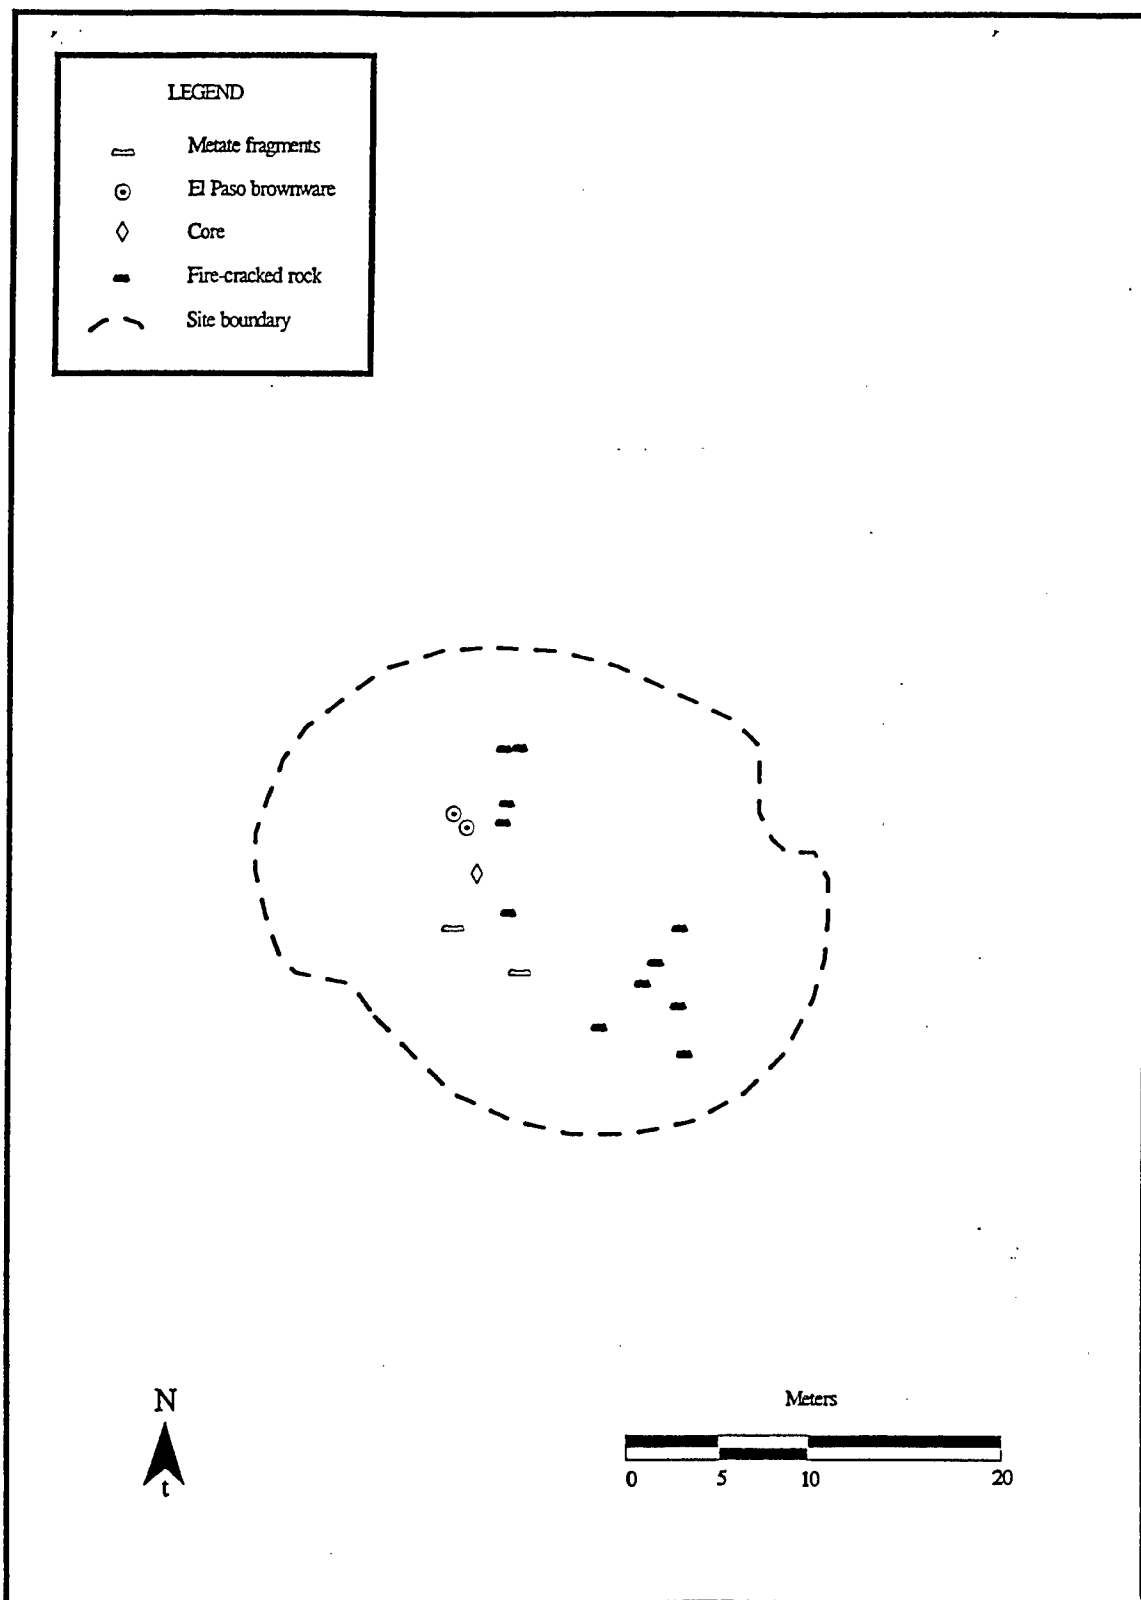 LEGEND
Metate fragments
El Paso brownware
Core
Fire-cracked rock
Site boundary
N
t
Meters
0 5 10 20